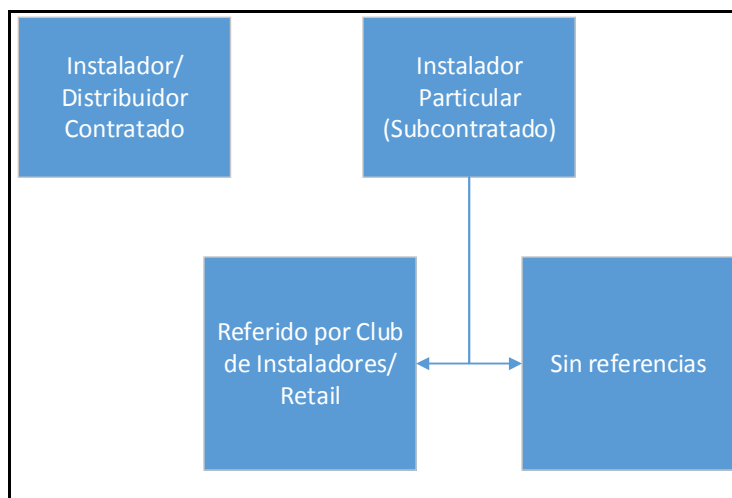 Instalador/
Distribuidor
Contratado
Instalador
Particular
(Subcontratado)
Referido por Club
de Instaladores/
Retail
Sin referencias